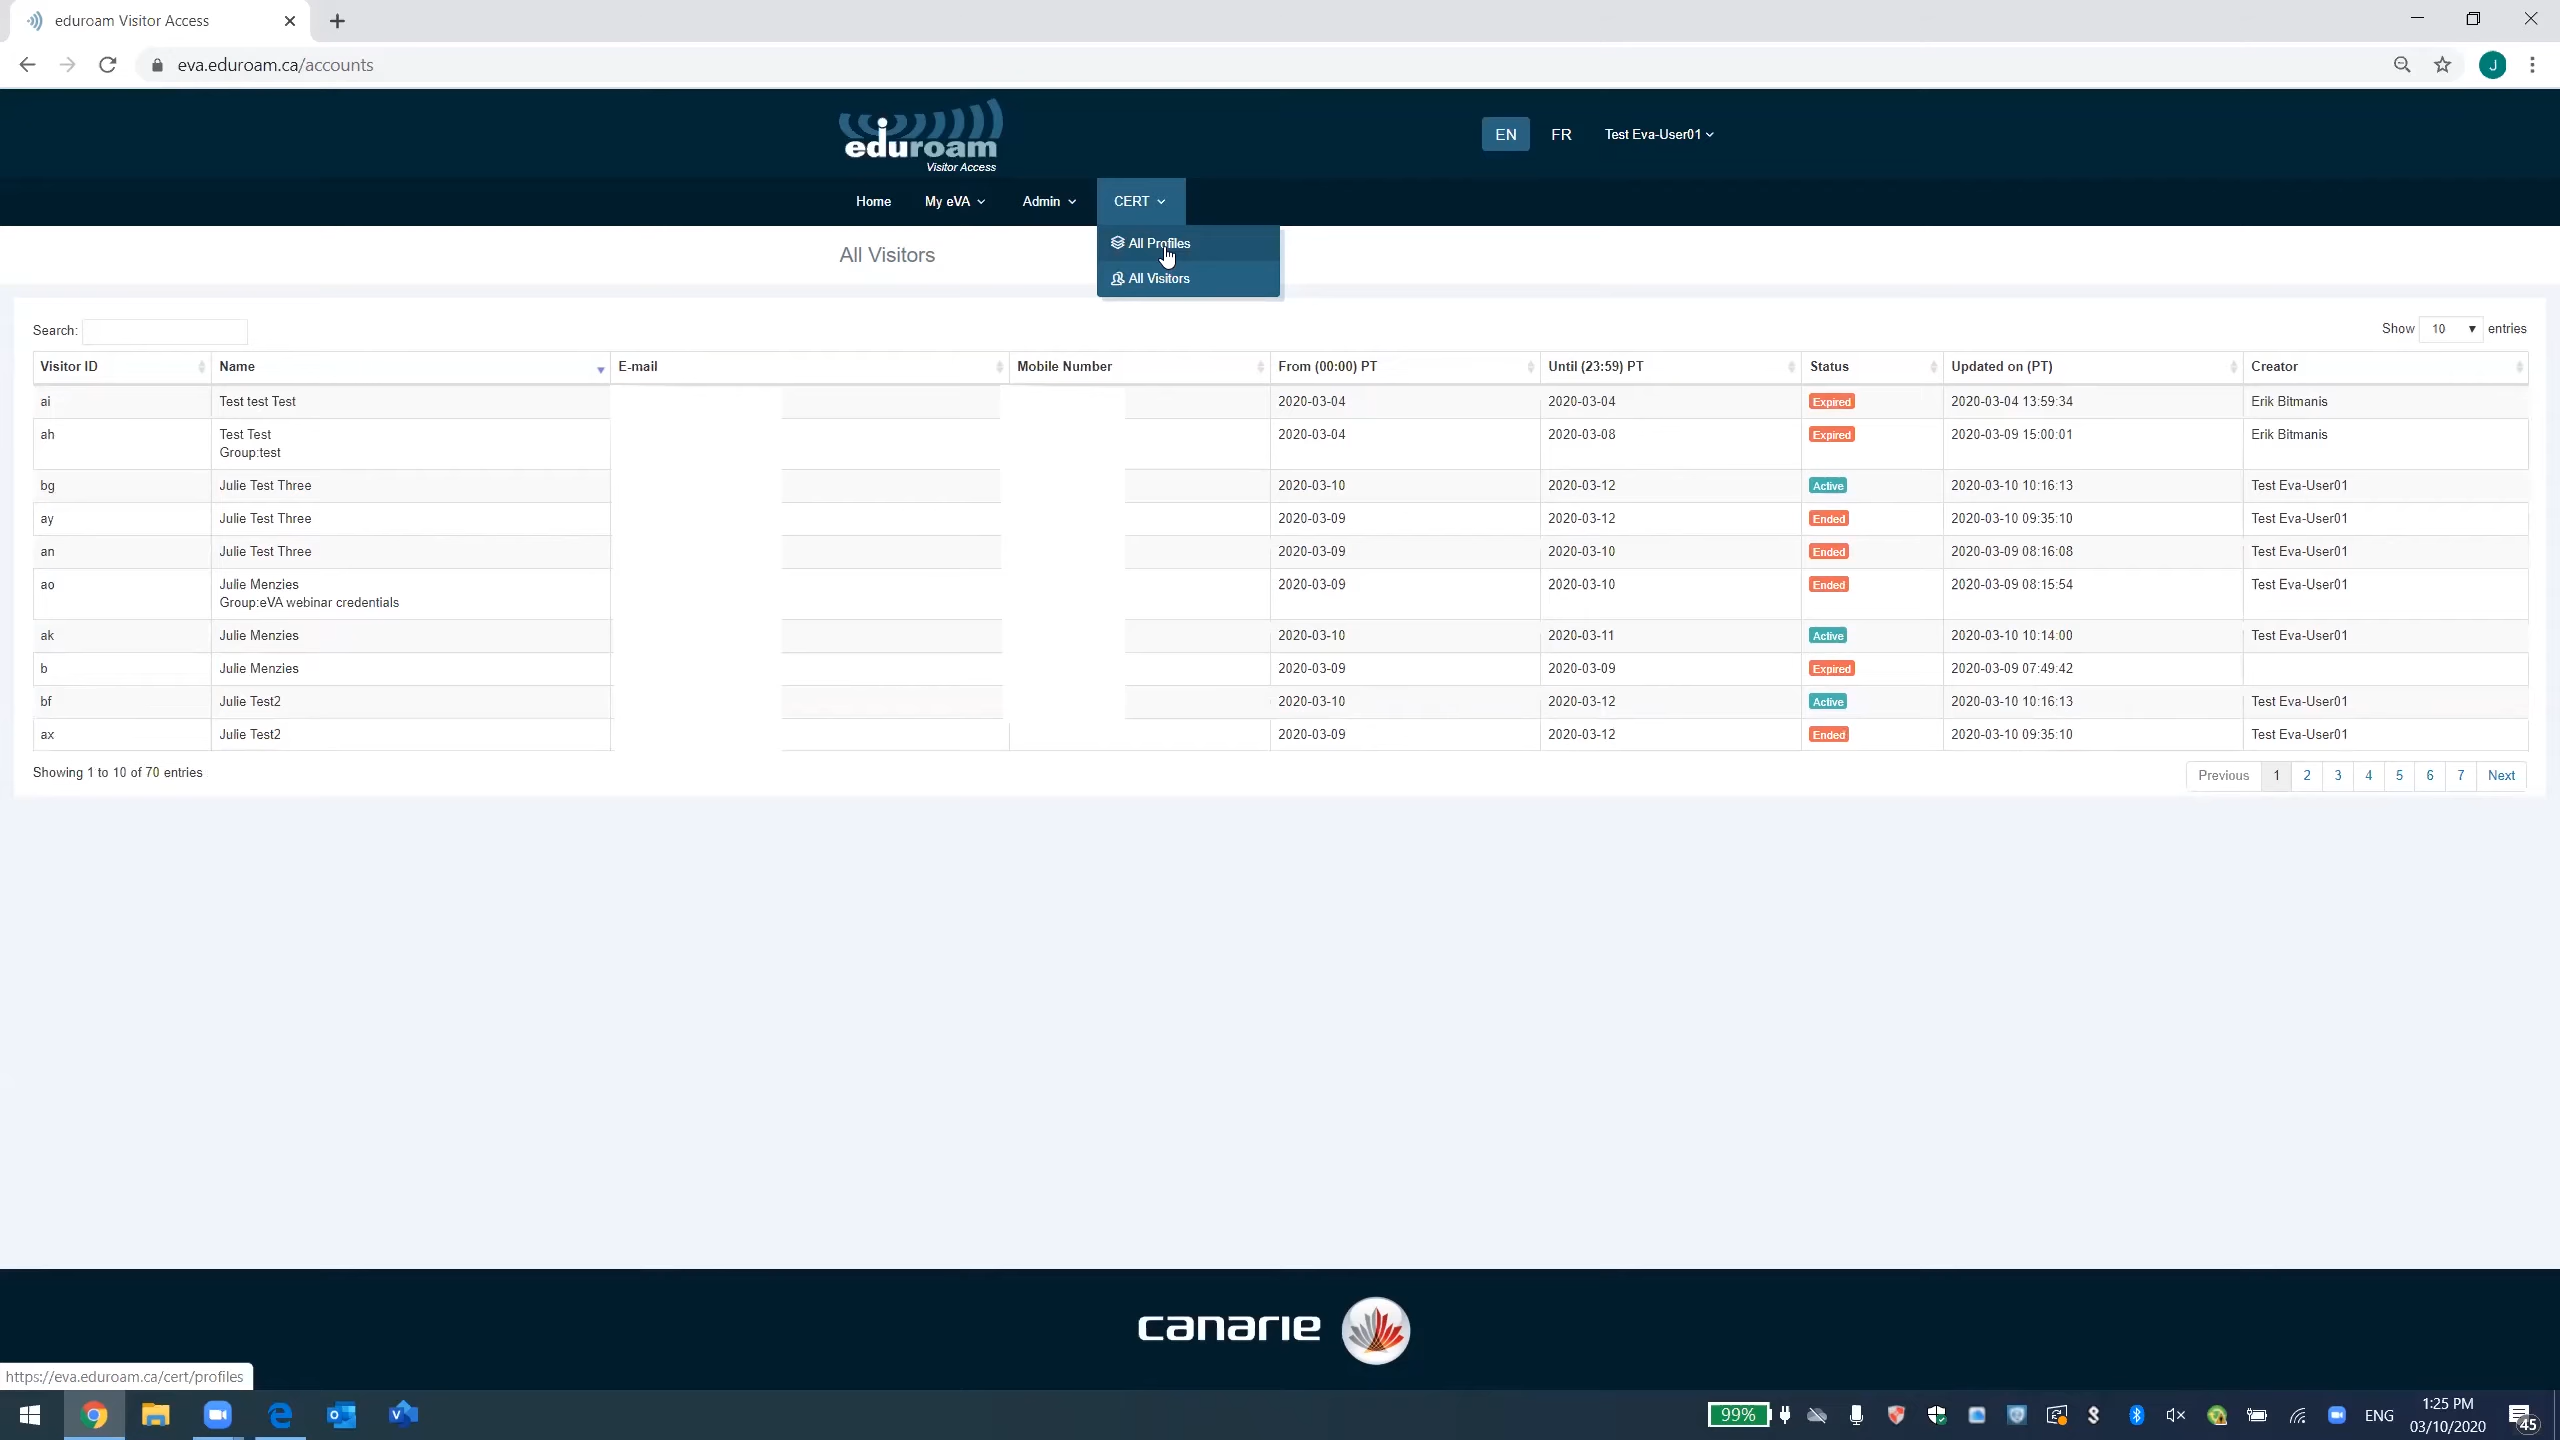 eduroam Visitor Access
eva.eduroam.ca/accounts
J
eduroam
Visitor Access
EN FR Test Eva-User01
Home My eVA Admin CERT
All Profiles
All Visitors
All Visitors
Search: Show 10 entries
Visitor ID Name E-mail Mobile Number From (00:00) PT Until (23:59) PT Status Updated on (PT) Creator
ai Test test Test 2020-03-04 2020-03-04 Expired 2020-03-04 13:59:34 Erik Bitmanis
ah Test Test 2020-03-04 2020-03-08 Expired 2020-03-09 15:00:01 Erik Bitmanis
Group:test
bg Julie Test Three 2020-03-10 2020-03-12 Active 2020-03-10 10:16:13 Test Eva-User01
ay Julie Test Three 2020-03-09 2020-03-12 Ended 2020-03-10 09:35:10 Test Eva-User01
an Julie Test Three 2020-03-09 2020-03-10 Ended 2020-03-09 08:16:08 Test Eva-User01
ao Julie Menzies 2020-03-09 2020-03-10 Ended 2020-03-09 08:15:54 Test Eva-User01
Group:eVA webinar credentials
ak Julie Menzies 2020-03-10 2020-03-11 Active 2020-03-10 10:14:00 Test Eva-User01
b Julie Menzies 2020-03-09 2020-03-09 Expired 2020-03-09 07:49:42
bf Julie Test2 2020-03-10 2020-03-12 Active 2020-03-10 10:16:13 Test Eva-User01
ax Julie Test2 2020-03-09 2020-03-12 Ended 2020-03-10 09:35:10 Test Eva-User01
Showing 1 to 10 of 70 entries Previous 1 2 3 4 5 6 7 Next
canarie
https://eva.eduroam.ca/cert/profiles
99% ENG 1:25 PM
03/10/2020 45